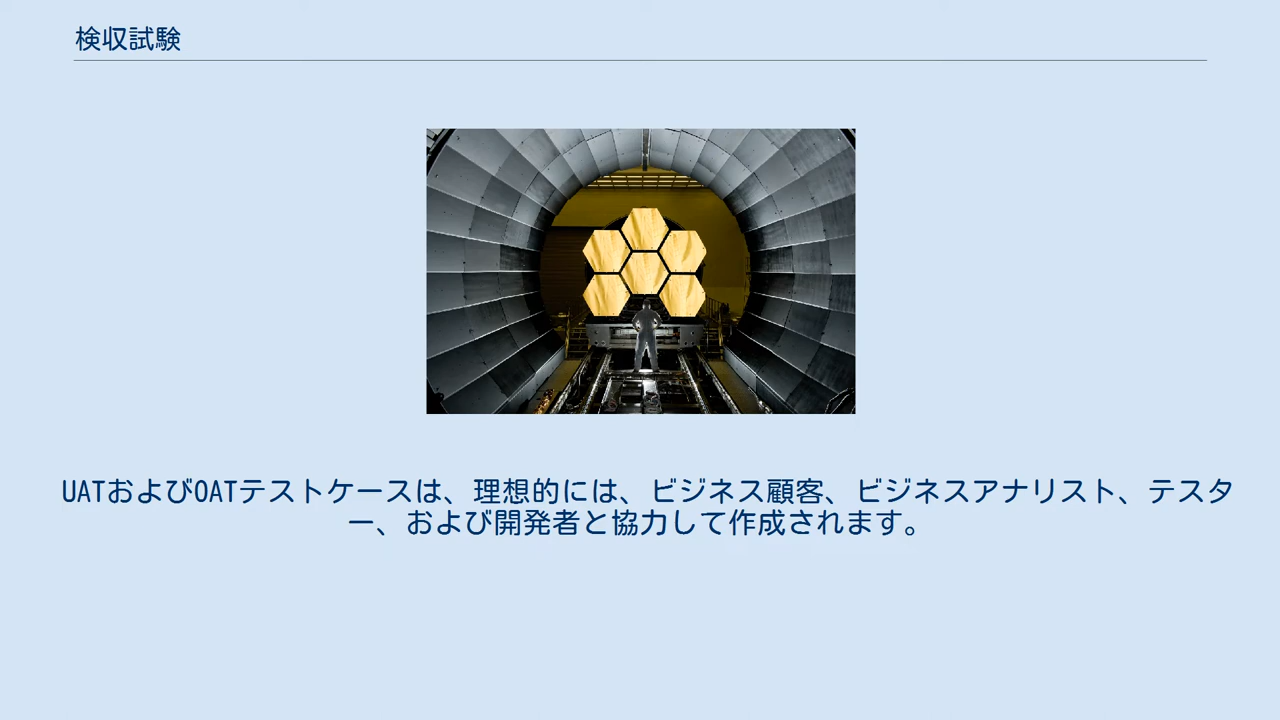 検収試験
UATおよびOATテストケースは、理想的には、ビジネス顧客、ビジネスアナリスト、テスタ
ー、および開発者と協力して作成されます。